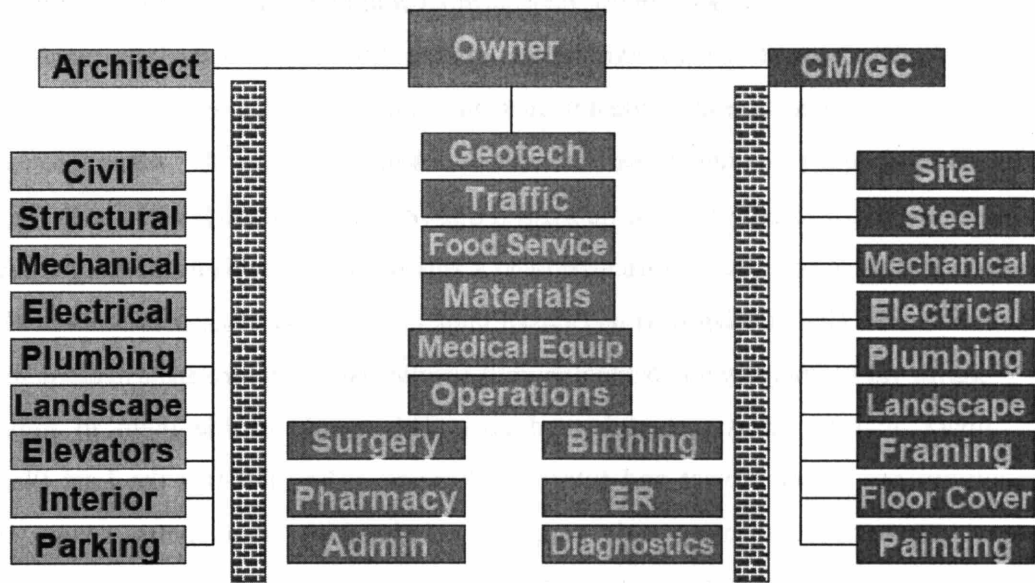 Owner
Architect
CM/GC
Civil
Structural
Mechanical
Electrical
Plumbing
Landscape
Elevators
Interior
Parking
Geotech
Traffic
Food Service
Materials
Medical Equip
Operations
Surgery
Birthing
Pharmacy
ER
Admin
Diagnostics
Site
Steel
Mechanical
Electrical
Plumbing
Landscape
Framing
Floor Cover
Painting